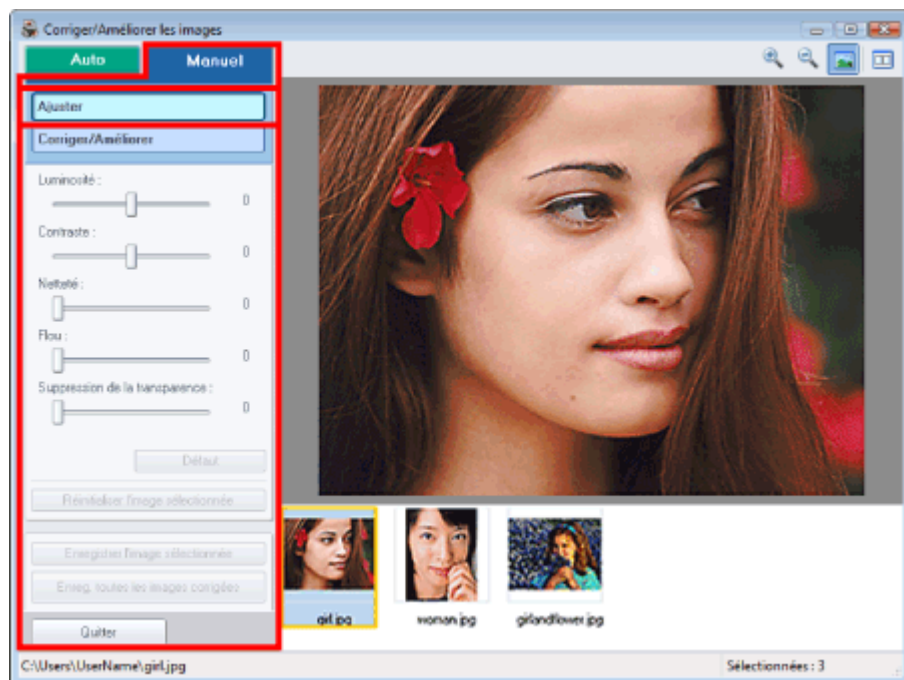 Corriger/Améliorer les images
Auto
Manuel
Ajuster
Corriger/Améliorer
Luminosité :
0
Contraste :
0
Netteté :
0
Flou :
0
Suppression de la transparence :
0
Défaut
Réinitialiser l'image sélectionnée
Enregistrer l'image sélectionnée
Enreg. toutes les images corrigées
Quitter
girl.jpg
woman.jpg
girlandflower.jpg
C:\Users\UserName\girl.jpg
Sélectionnées : 3